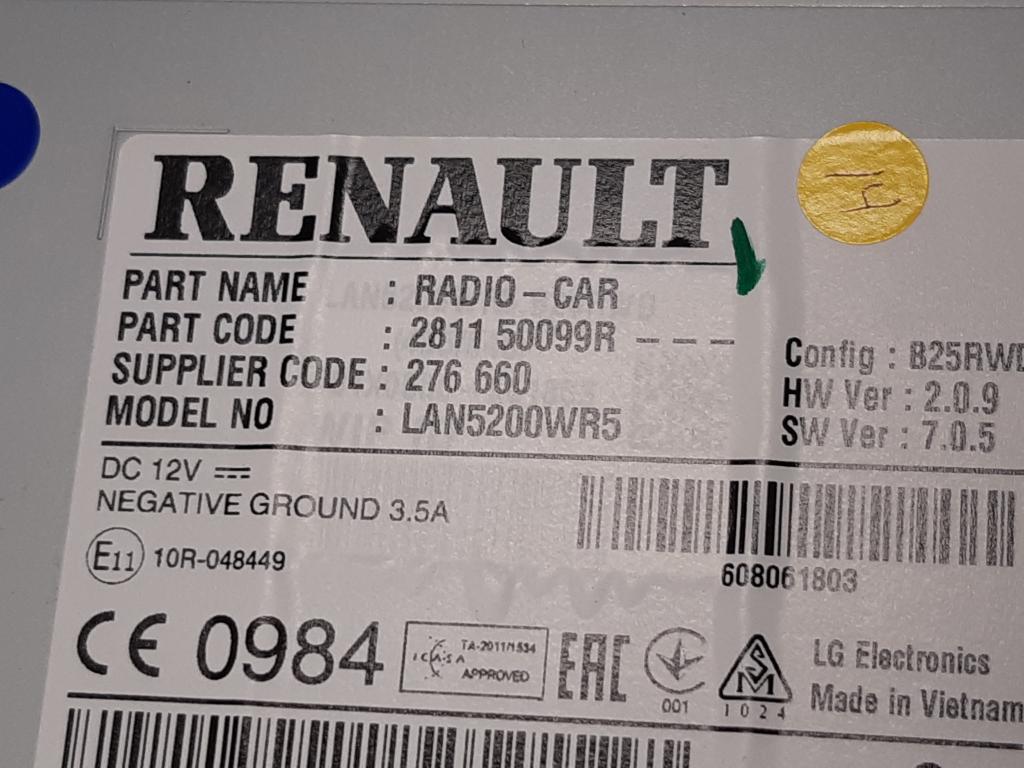 RENAULT
PART NAME : RADIO-CAR
PART CODE : 2811 50099R ----
SUPPLIER CODE : 276 660
MODEL NO : LAN5200WR5
Config : B25RW
HW Ver : 2.0.9
SW Ver : 7.0.5
DC 12V
NEGATIVE GROUND 3.5A
E11 10R-048449
608061803
CE 0984
ICASA
TA-2011/1534
APPROVED
EAC
001
SM
1024
LG Electronics
Made in Vietnam